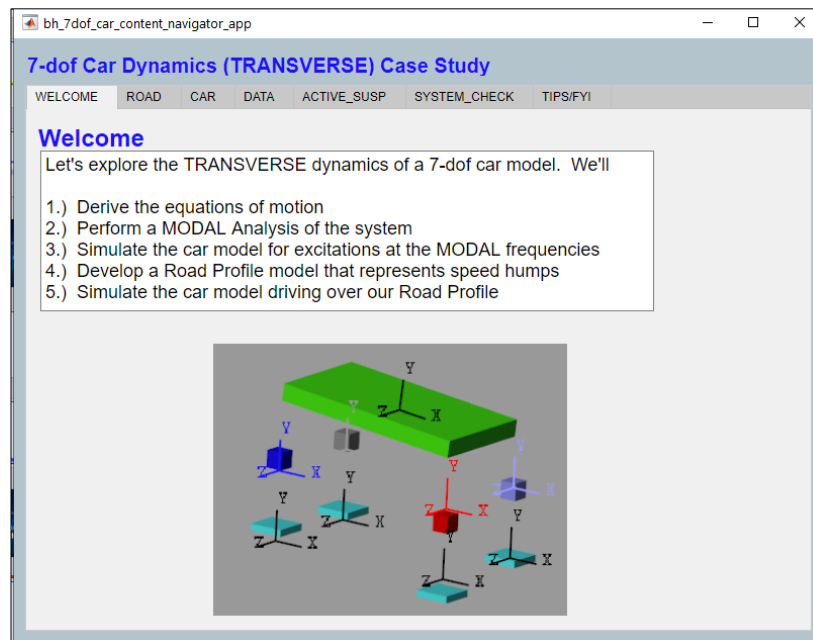 bh_7dof_car_content_navigator_app
7-dof Car Dynamics (TRANSVERSE) Case Study
WELCOME ROAD CAR DATA ACTIVE_SUSP SYSTEM_CHECK TIPS/FYI
Welcome
Let's explore the TRANSVERSE dynamics of a 7-dof car model. We'll
1.) Derive the equations of motion
2.) Perform a MODAL Analysis of the system
3.) Simulate the car model for excitations at the MODAL frequencies
4.) Develop a Road Profile model that represents speed humps
5.) Simulate the car model driving over our Road Profile
Y
Z X
Y
Y
Z X
Y
Z X
Y
Z X
Y
Z X
Y
Z X
Y
Z X
Y
Z X